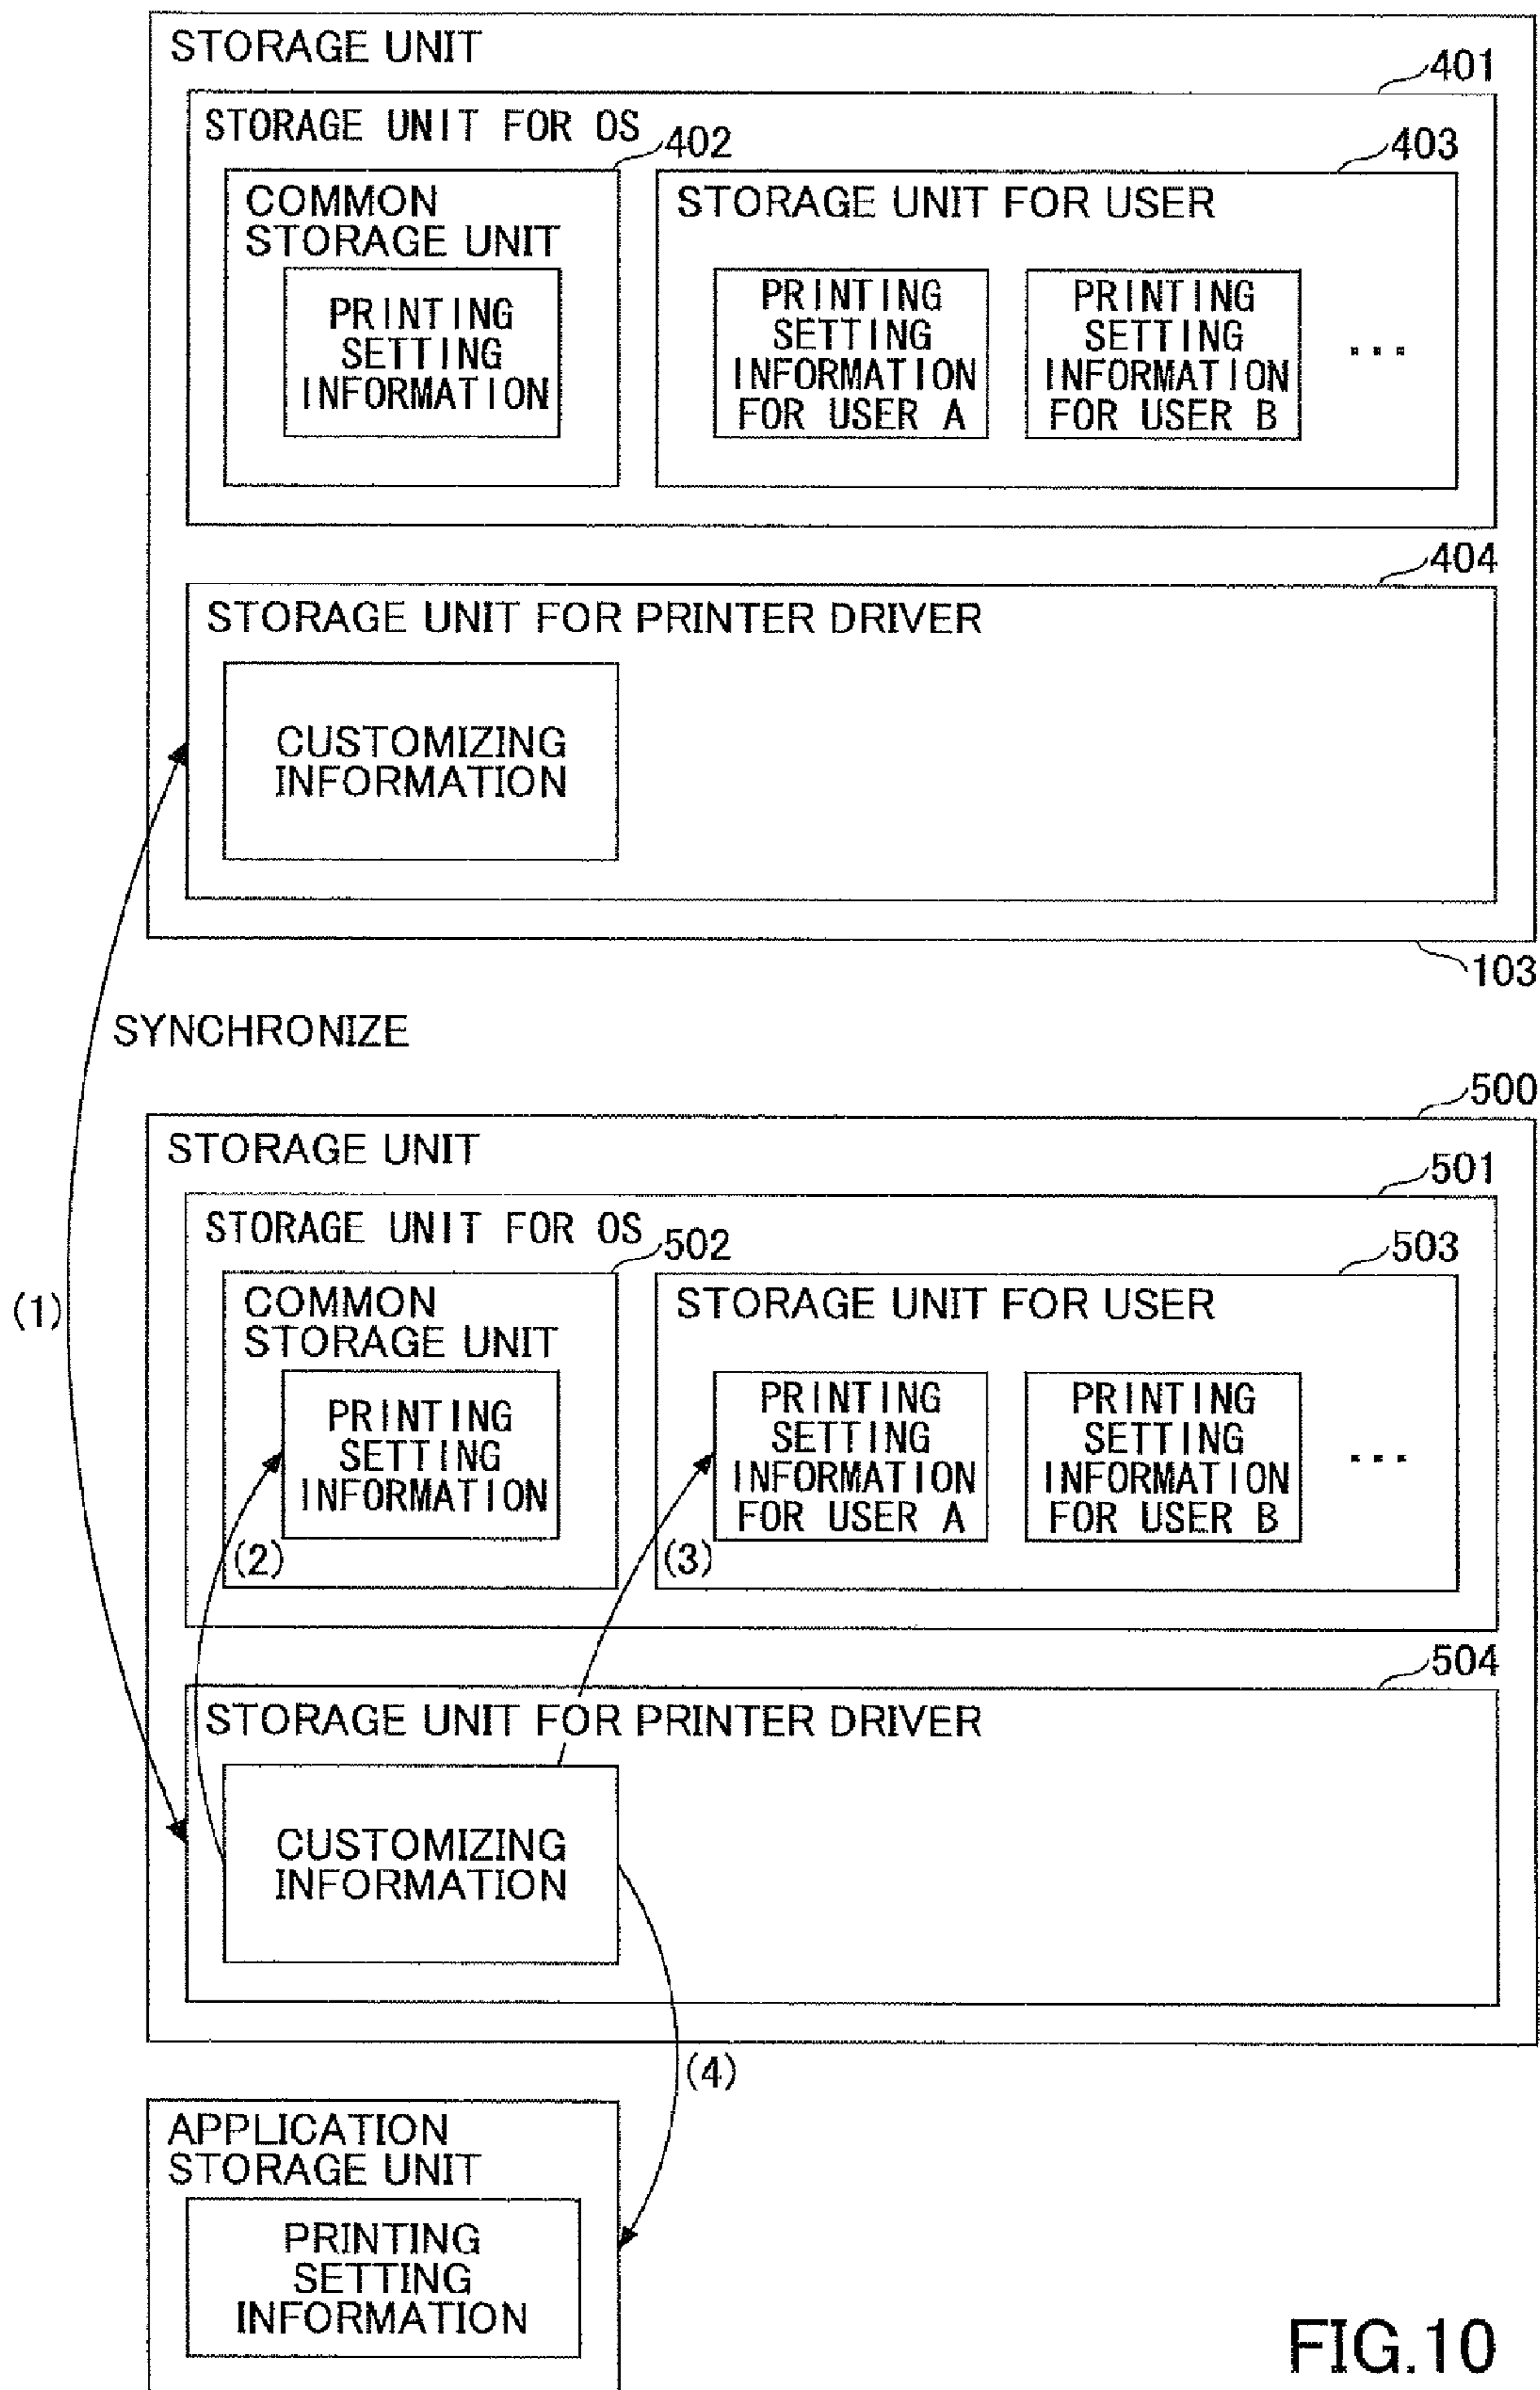 STORAGE UNIT
401
STORAGE UNIT FOR OS
402
403
COMMON
STORAGE UNIT
STORAGE UNIT FOR USER
PRINTING
SETTING
INFORMATION
PRINTING
SETTING
INFORMATION
FOR USER A
PRINTING
SETTING
INFORMATION
FOR USER B
...
404
STORAGE UNIT FOR PRINTER DRIVER
CUSTOMIZING
INFORMATION
103
SYNCHRONIZE
500
STORAGE UNIT
501
STORAGE UNIT FOR OS
502
503
COMMON
STORAGE UNIT
STORAGE UNIT FOR USER
(1)
PRINTING
SETTING
INFORMATION
PRINTING
SETTING
INFORMATION
FOR USER A
PRINTING
SETTING
INFORMATION
FOR USER B
...
(2)
(3)
504
STORAGE UNIT FOR PRINTER DRIVER
CUSTOMIZING
INFORMATION
(4)
APPLICATION
STORAGE UNIT
PRINTING
SETTING
INFORMATION
FIG.10